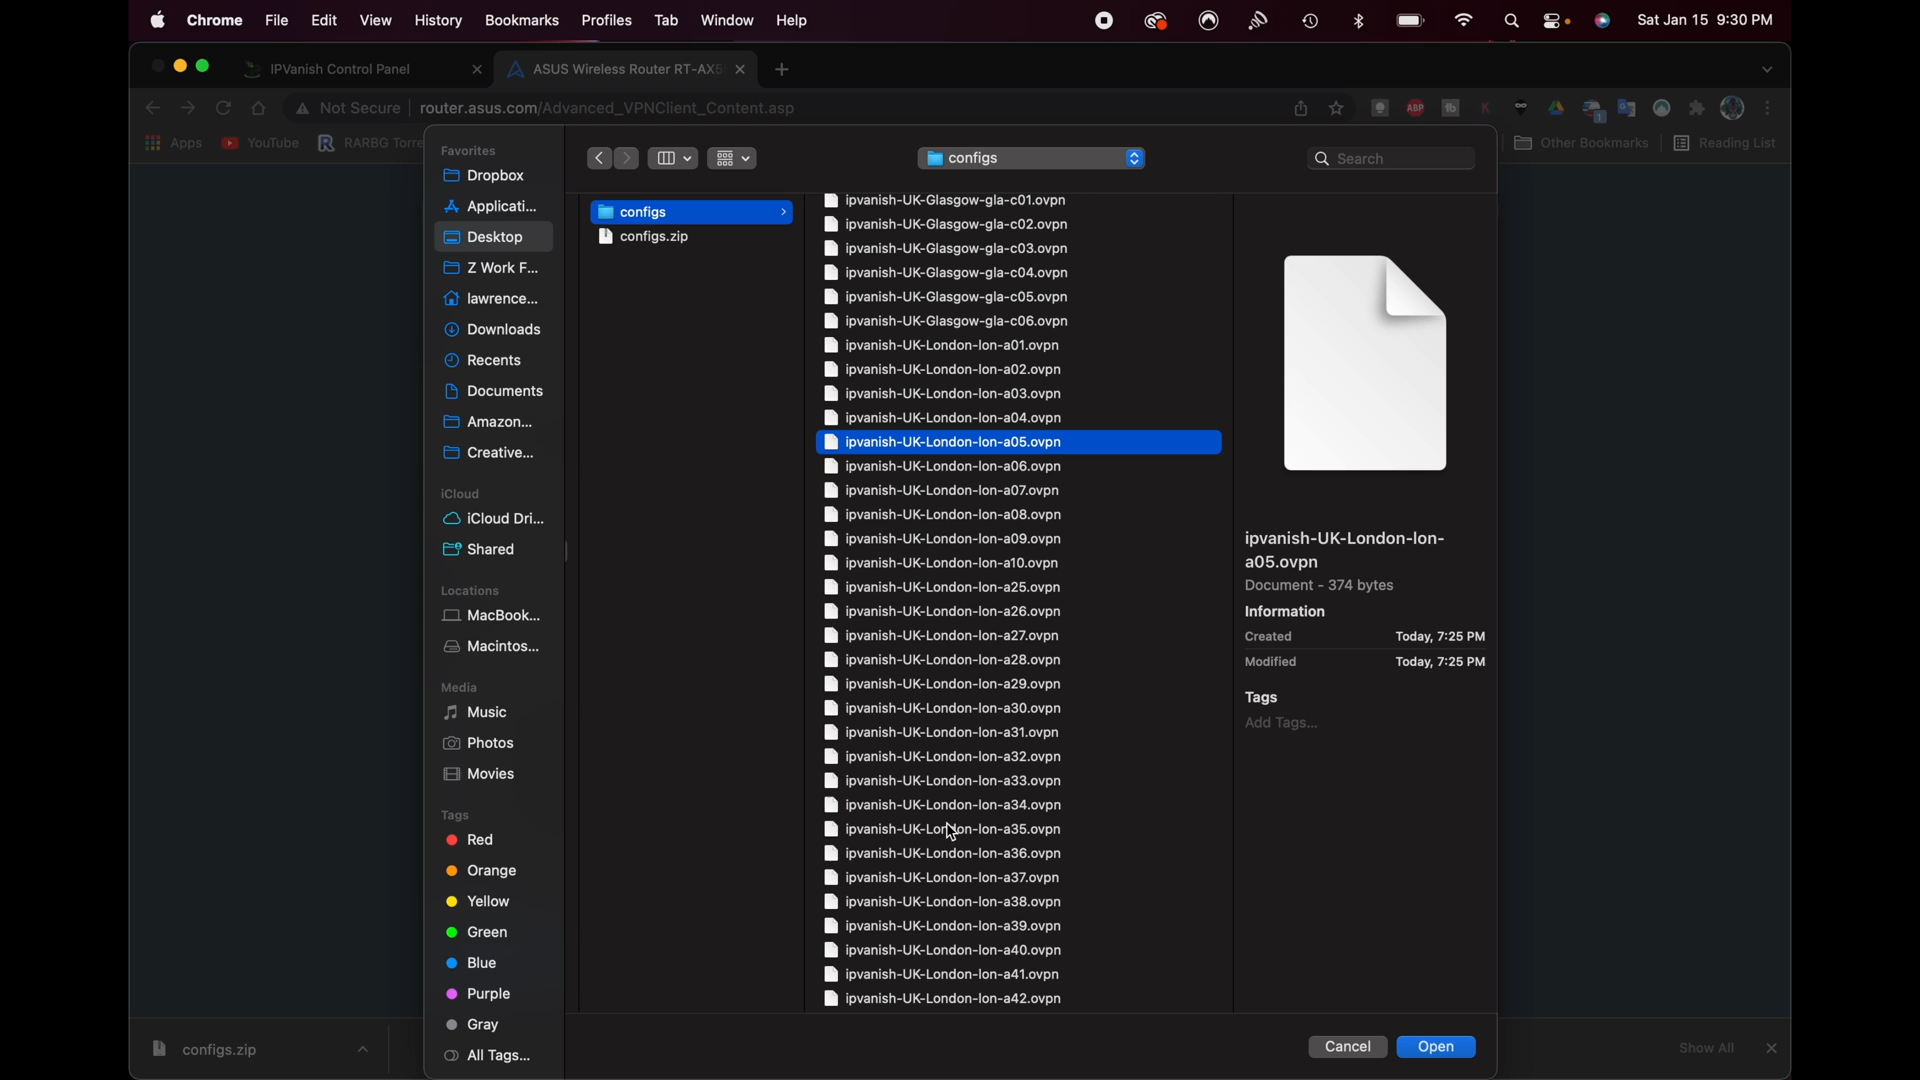 Chrome File Edit View History Bookmarks Profiles Tab Window Help Sat Jan 15 9:30 PM
IPVanish Control Panel
ASUS Wireless Router RT-AX5
Not Secure router.asus.com/Advanced_VPNClient_Content.asp
ABP
tb
K
1
Apps YouTube RARBG Torre
Other Bookmarks Reading List
Favorites
Dropbox
Applicati...
Desktop
Z Work F...
lawrence...
Downloads
Recents
Documents
Amazon...
Creative...
iCloud
iCloud Dri...
Shared
Locations
MacBook...
Macintos...
Media
Music
Photos
Movies
Tags
Red
Orange
Yellow
Green
Blue
Purple
Gray
All Tags...
configs
Search
configs
configs.zip
ipvanish-UK-Glasgow-gla-c01.ovpn
ipvanish-UK-Glasgow-gla-c02.ovpn
ipvanish-UK-Glasgow-gla-c03.ovpn
ipvanish-UK-Glasgow-gla-c04.ovpn
ipvanish-UK-Glasgow-gla-c05.ovpn
ipvanish-UK-Glasgow-gla-c06.ovpn
ipvanish-UK-London-lon-a01.ovpn
ipvanish-UK-London-lon-a02.ovpn
ipvanish-UK-London-lon-a03.ovpn
ipvanish-UK-London-lon-a04.ovpn
ipvanish-UK-London-lon-a05.ovpn
ipvanish-UK-London-lon-a06.ovpn
ipvanish-UK-London-lon-a07.ovpn
ipvanish-UK-London-lon-a08.ovpn
ipvanish-UK-London-lon-a09.ovpn
ipvanish-UK-London-lon-a10.ovpn
ipvanish-UK-London-lon-a25.ovpn
ipvanish-UK-London-lon-a26.ovpn
ipvanish-UK-London-lon-a27.ovpn
ipvanish-UK-London-lon-a28.ovpn
ipvanish-UK-London-lon-a29.ovpn
ipvanish-UK-London-lon-a30.ovpn
ipvanish-UK-London-lon-a31.ovpn
ipvanish-UK-London-lon-a32.ovpn
ipvanish-UK-London-lon-a33.ovpn
ipvanish-UK-London-lon-a34.ovpn
ipvanish-UK-London-lon-a35.ovpn
ipvanish-UK-London-lon-a36.ovpn
ipvanish-UK-London-lon-a37.ovpn
ipvanish-UK-London-lon-a38.ovpn
ipvanish-UK-London-lon-a39.ovpn
ipvanish-UK-London-lon-a40.ovpn
ipvanish-UK-London-lon-a41.ovpn
ipvanish-UK-London-lon-a42.ovpn
ipvanish-UK-London-lon-
a05.ovpn
Document - 374 bytes
Information
Created Today, 7:25 PM
Modified Today, 7:25 PM
Tags
Add Tags...
Cancel Open
configs.zip
Show All